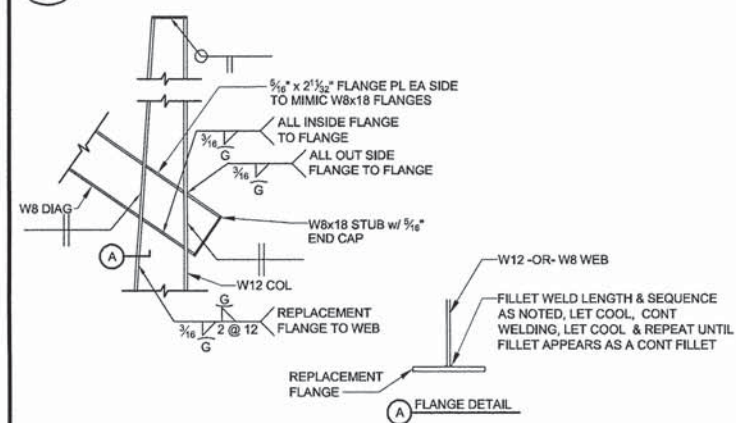 5/16" x 2 11/32" FLANGE PL EA SIDE
TO MIMIC W8x18 FLANGES
ALL INSIDE FLANGE
TO FLANGE
3/16
G
ALL OUT SIDE
FLANGE TO FLANGE
3/16
G
W8 DIAG
W8x18 STUB w/ 5/16"
END CAP
A
W12 COL
G
3/16
2 @ 12
G
REPLACEMENT
FLANGE TO WEB
W12 -OR- W8 WEB
FILLET WELD LENGTH & SEQUENCE
AS NOTED, LET COOL, CONT
WELDING, LET COOL & REPEAT UNTIL
FILLET APPEARS AS A CONT FILLET
REPLACEMENT
FLANGE
A FLANGE DETAIL